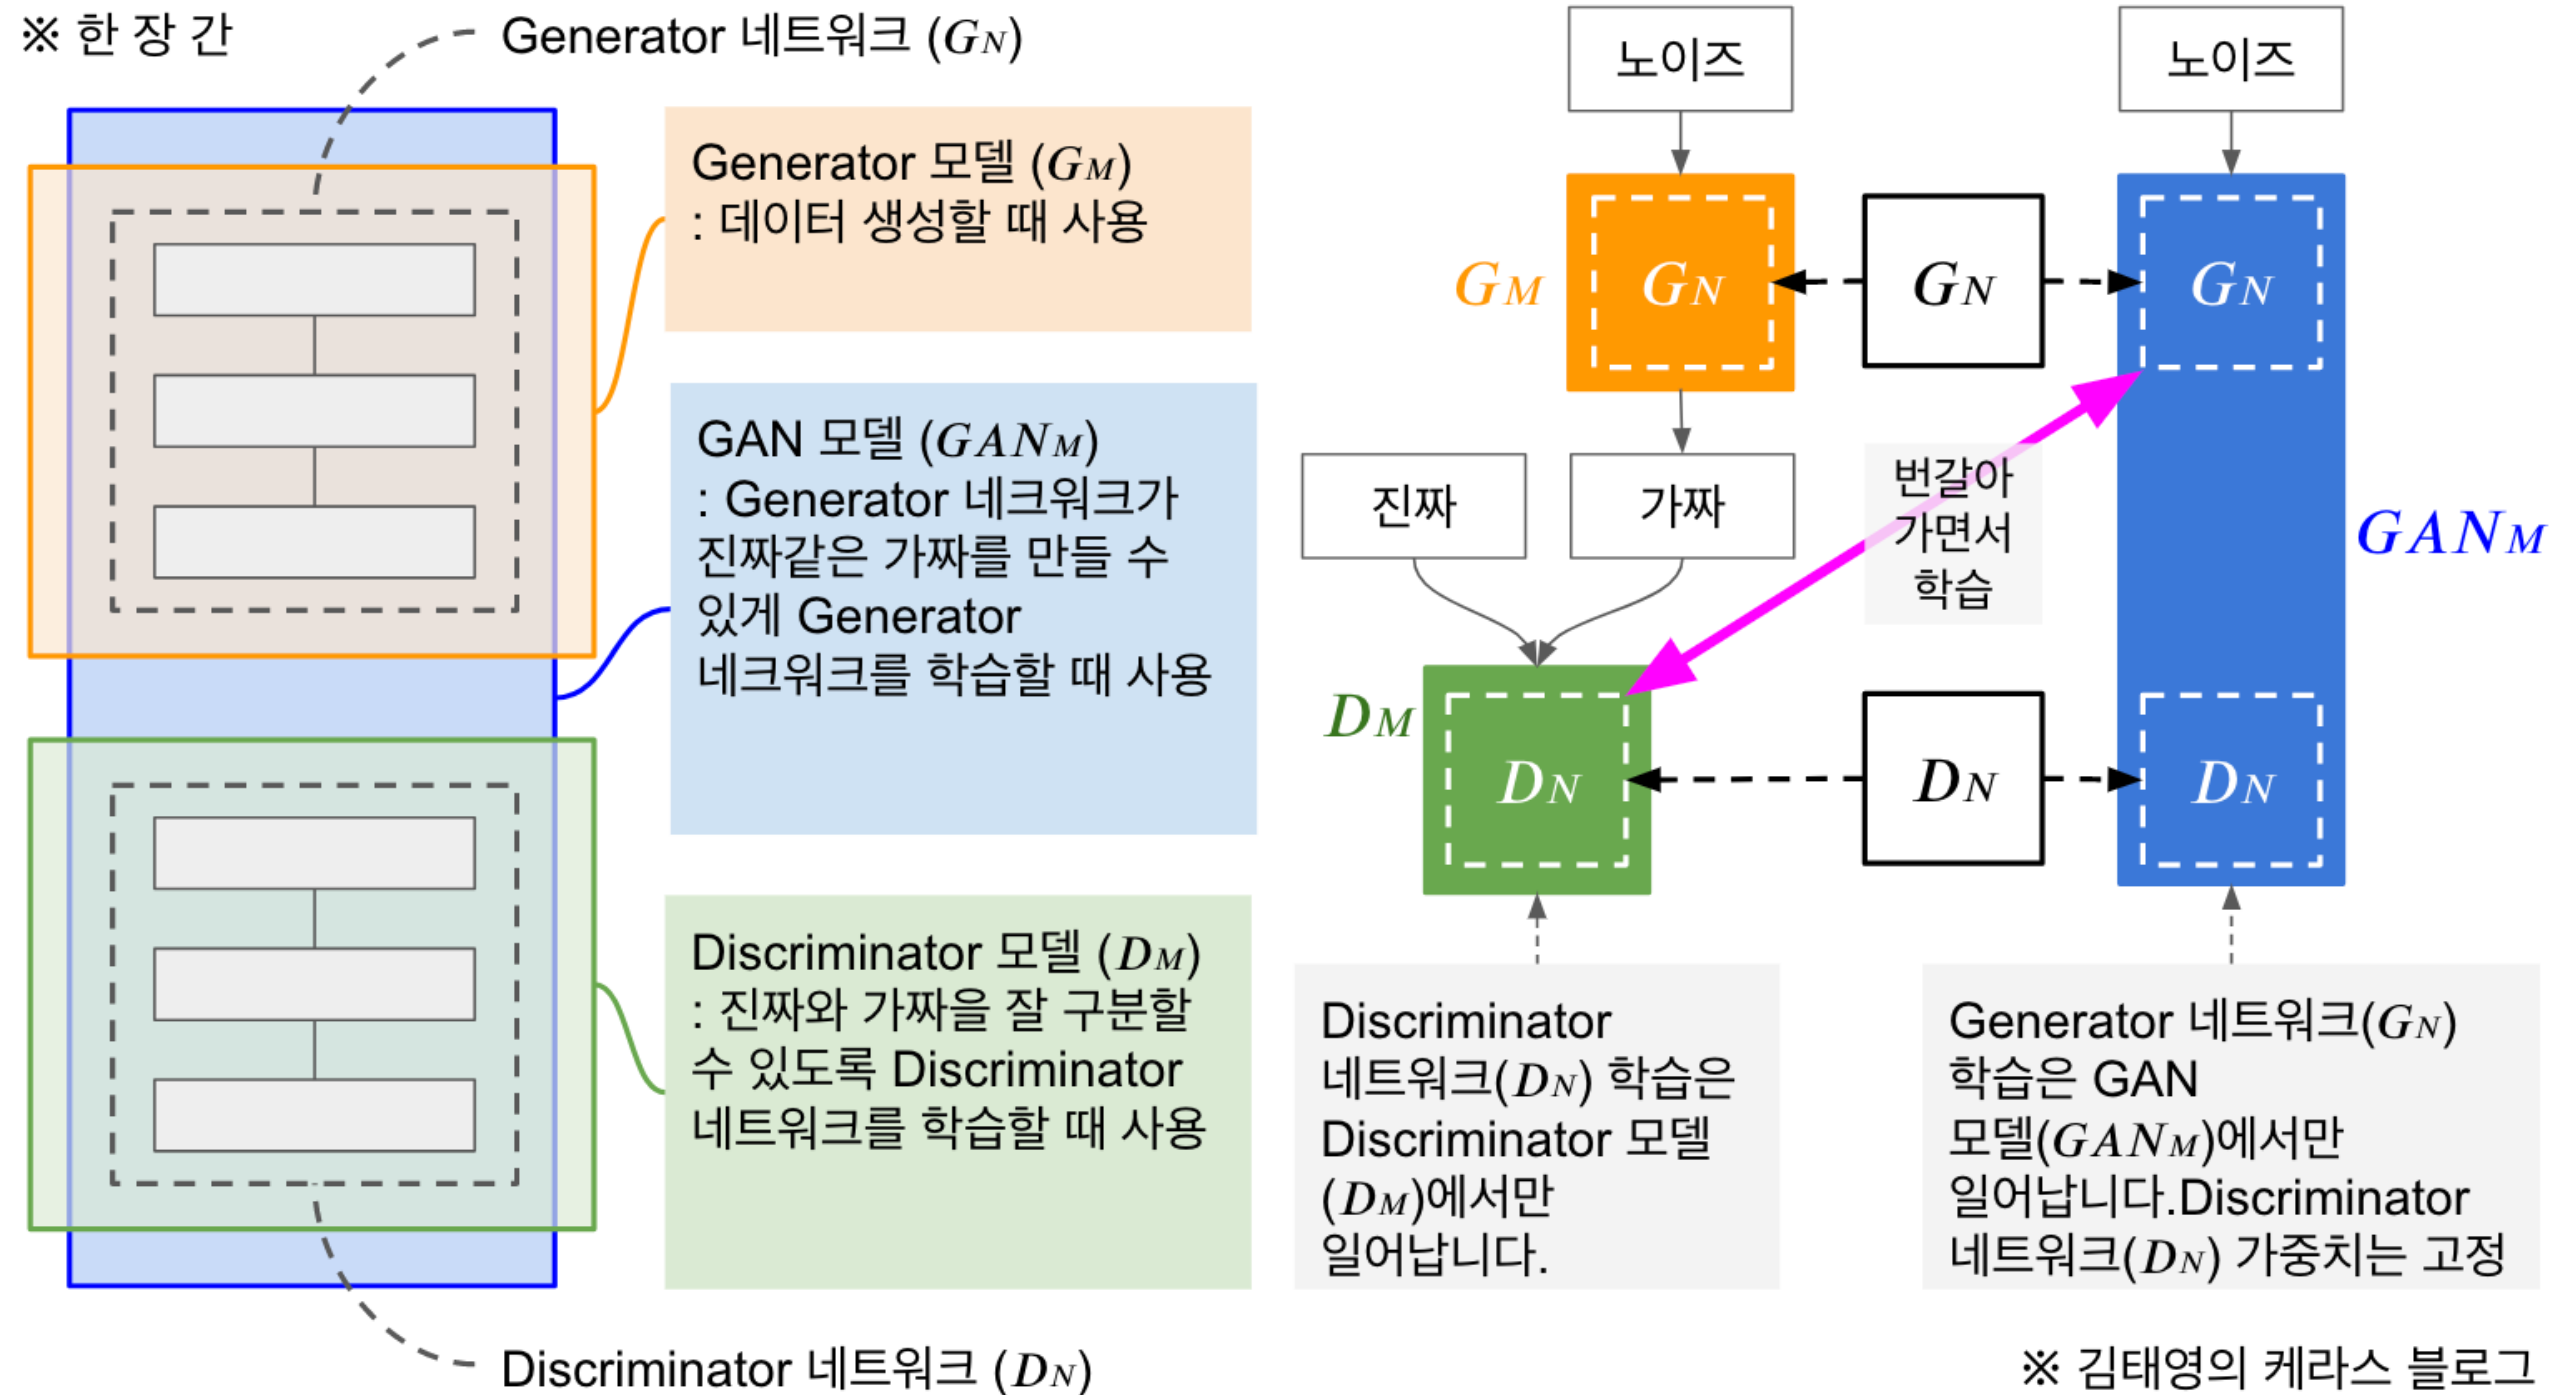 ※ 한 장 간
Generator 네트워크 (GN)
Generator 모델 (GM)
: 데이터 생성할 때 사용
GAN 모델 (GANM)
: Generator 네크워크가
진짜같은 가짜를 만들 수
있게 Generator
네크워크를 학습할 때 사용
Discriminator 모델 (DM)
: 진짜와 가짜을 잘 구분할
수 있도록 Discriminator
네트워크를 학습할 때 사용
Discriminator 네트워크 (DN)
노이즈
노이즈
GM
GN
GN
GN
진짜
가짜
번갈아
가면서
학습
GANM
DM
DN
DN
DN
Discriminator
네트워크(DN) 학습은
Discriminator 모델
(DM)에서만
일어납니다.
Generator 네트워크(GN)
학습은 GAN
모델(GANM)에서만
일어납니다.Discriminator
네트워크(DN) 가중치는 고정
※ 김태영의 케라스 블로그